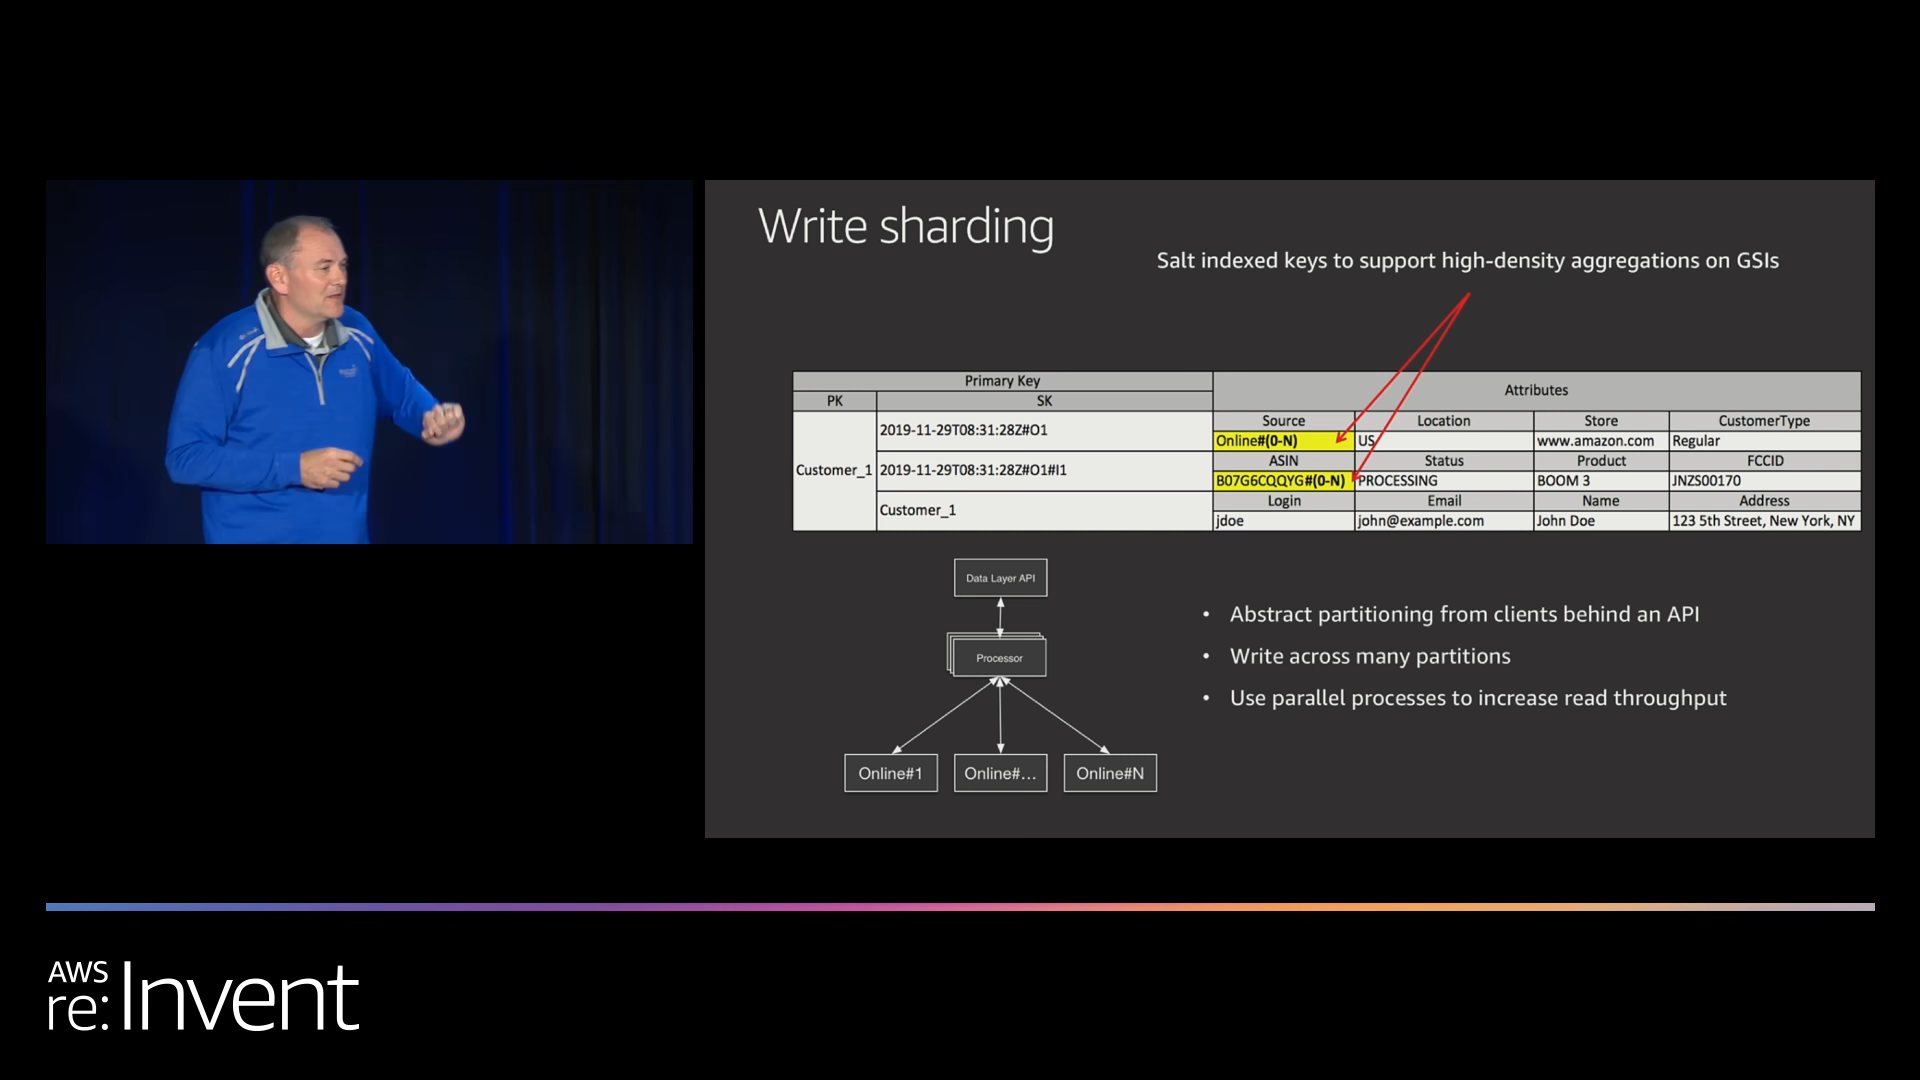 Write sharding
Salt indexed keys to support high-density aggregations on GSIs
Primary Key
Attributes
PK
SK
Source
Location
Store
CustomerType
2019-11-29T08:31:28Z#O1
Online#(0-N)
US
www.amazon.com
Regular
ASIN
Status
Product
FCCID
Customer_1
2019-11-29T08:31:28Z#O1#I1
B07G6CQQYG#(0-N)
PROCESSING
BOOM 3
JNZS00170
Login
Email
Name
Address
Customer_1
jdoe
john@example.com
John Doe
123 5th Street, New York, NY
Data Layer API
Processor
Online#1
Online#...
Online#N
• Abstract partitioning from clients behind an API
• Write across many partitions
• Use parallel processes to increase read throughput
AWS
re:Invent